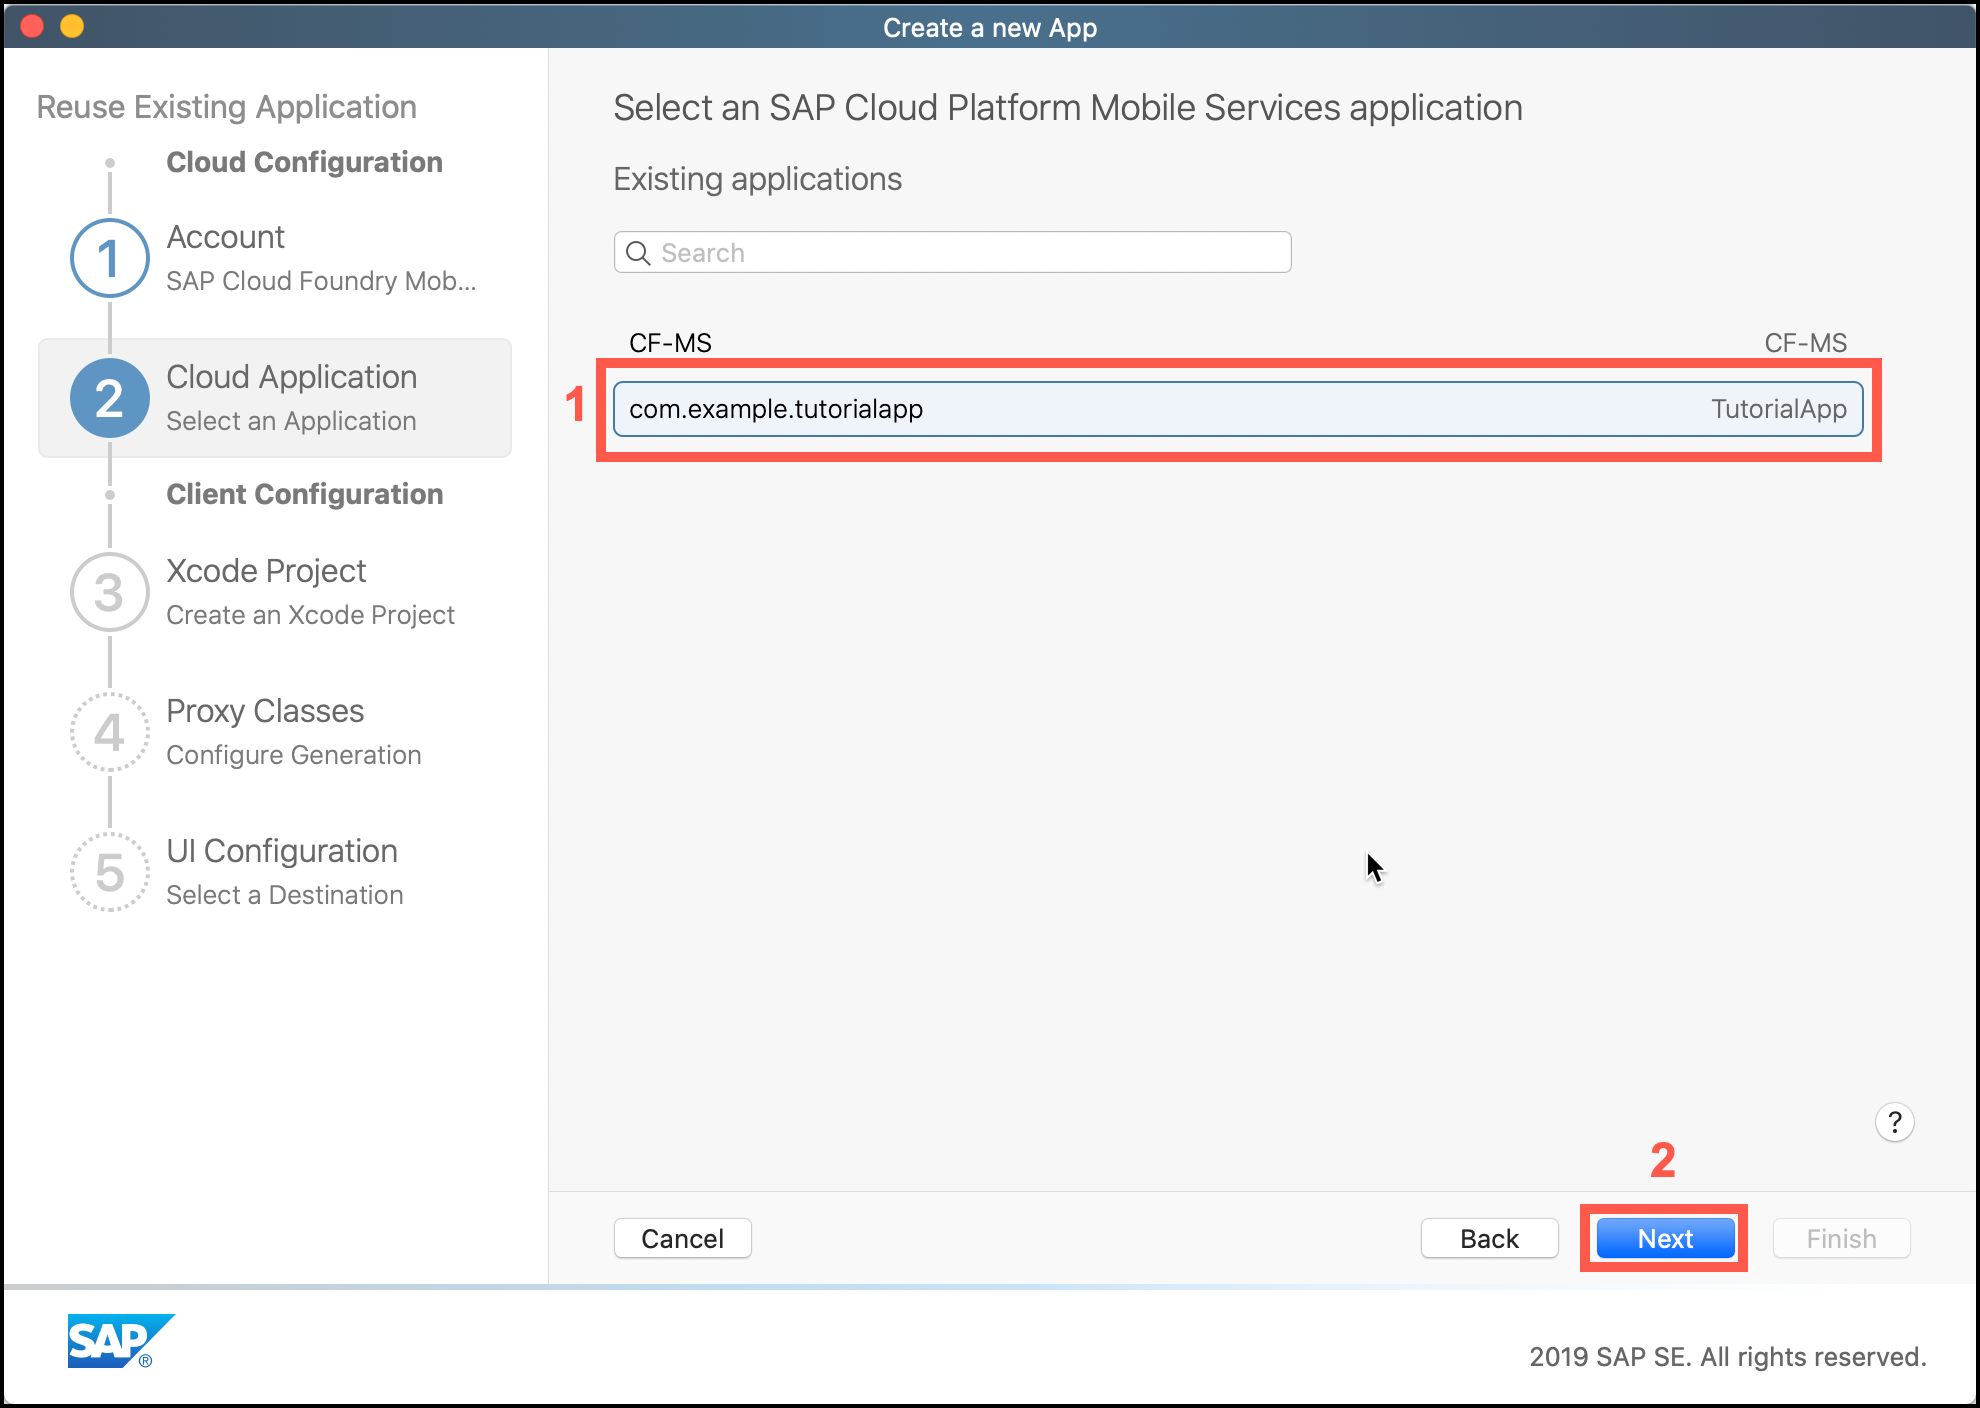 Create a new App
Reuse Existing Application
Cloud Configuration
1
Account
SAP Cloud Foundry Mob...
2
Cloud Application
Select an Application
Client Configuration
3
Xcode Project
Create an Xcode Project
4
Proxy Classes
Configure Generation
5
UI Configuration
Select a Destination
Select an SAP Cloud Platform Mobile Services application
Existing applications
Search
CF-MS CF-MS
1
com.example.tutorialapp TutorialApp
?
2
Cancel Back Next Finish
SAP®
2019 SAP SE. All rights reserved.